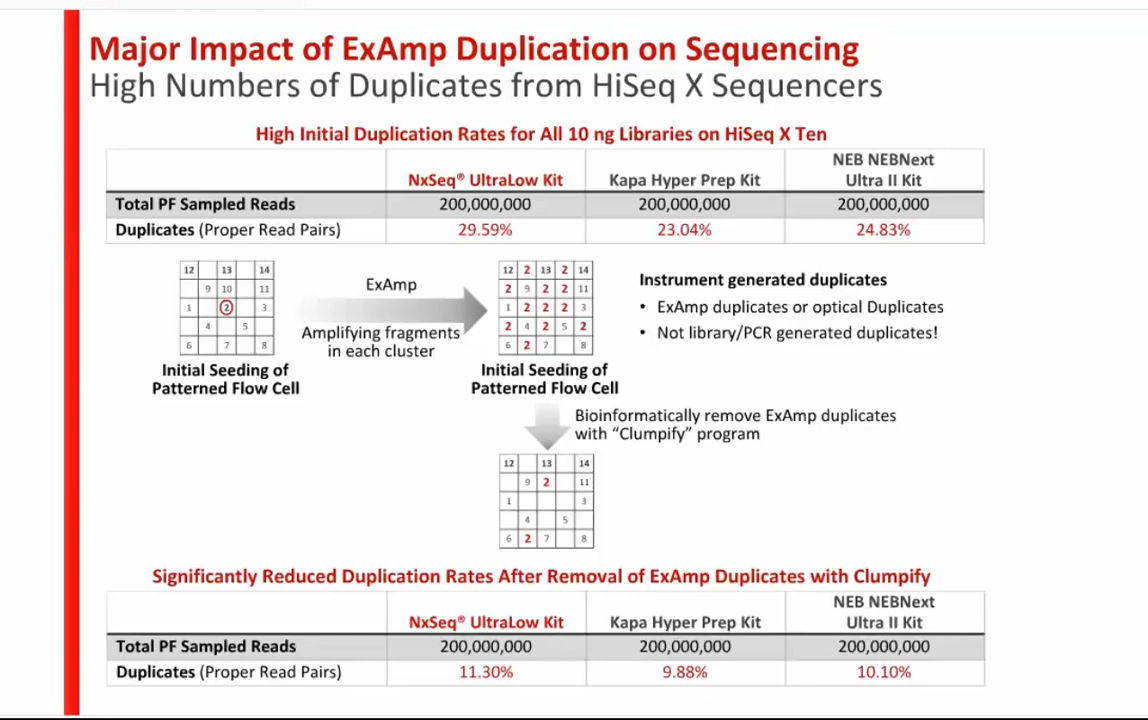 Major Impact of ExAmp Duplication on Sequencing
High Numbers of Duplicates from HiSeq X Sequencers
High Initial Duplication Rates for All 10 ng Libraries on HiSeq X Ten
NxSeq® UltraLow Kit Kapa Hyper Prep Kit NEB NEBNext
Ultra II Kit
Total PF Sampled Reads 200,000,000 200,000,000 200,000,000
Duplicates (Proper Read Pairs) 29.59% 23.04% 24.83%
12 13 14
9 10 11
1 2 3
4 5
6 7 8
Initial Seeding of
Patterned Flow Cell
ExAmp
Amplifying fragments
in each cluster
12 2 13 2 14
2 9 2 2 11
1 2 2 2 3
2 4 2 5 2
6 2 7 8
Initial Seeding of
Patterned Flow Cell
Instrument generated duplicates
• ExAmp duplicates or optical Duplicates
• Not library/PCR generated duplicates!
Bioinformatically remove ExAmp duplicates
with “Clumpify” program
12 13 14
9 2 11
1 3
4 5
6 2 7 8
Significantly Reduced Duplication Rates After Removal of ExAmp Duplicates with Clumpify
NxSeq® UltraLow Kit Kapa Hyper Prep Kit NEB NEBNext
Ultra II Kit
Total PF Sampled Reads 200,000,000 200,000,000 200,000,000
Duplicates (Proper Read Pairs) 11.30% 9.88% 10.10%